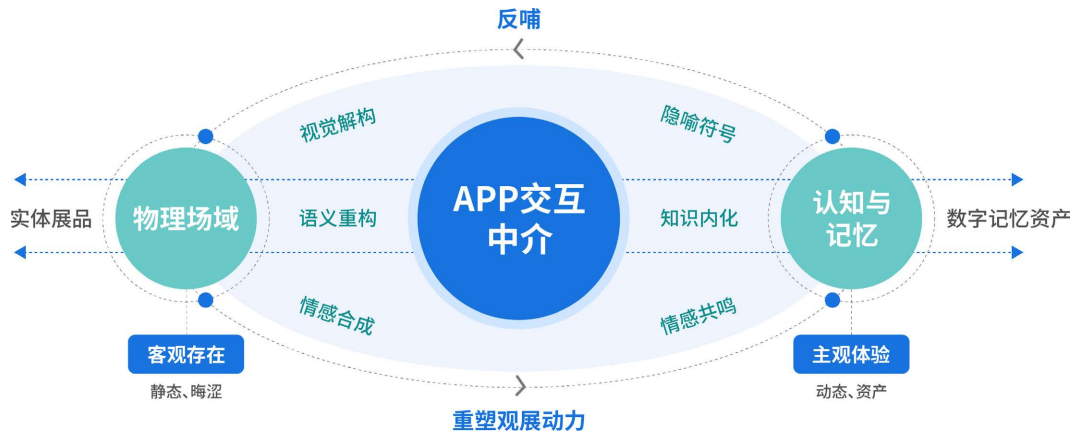 反哺
视觉解构
隐喻符号
实体展品
物理场域
语义重构
APP交互
中介
知识内化
认知与
记忆
数字记忆资产
情感合成
情感共鸣
客观存在
静态、晦涩
主观体验
动态、资产
重塑观展动力